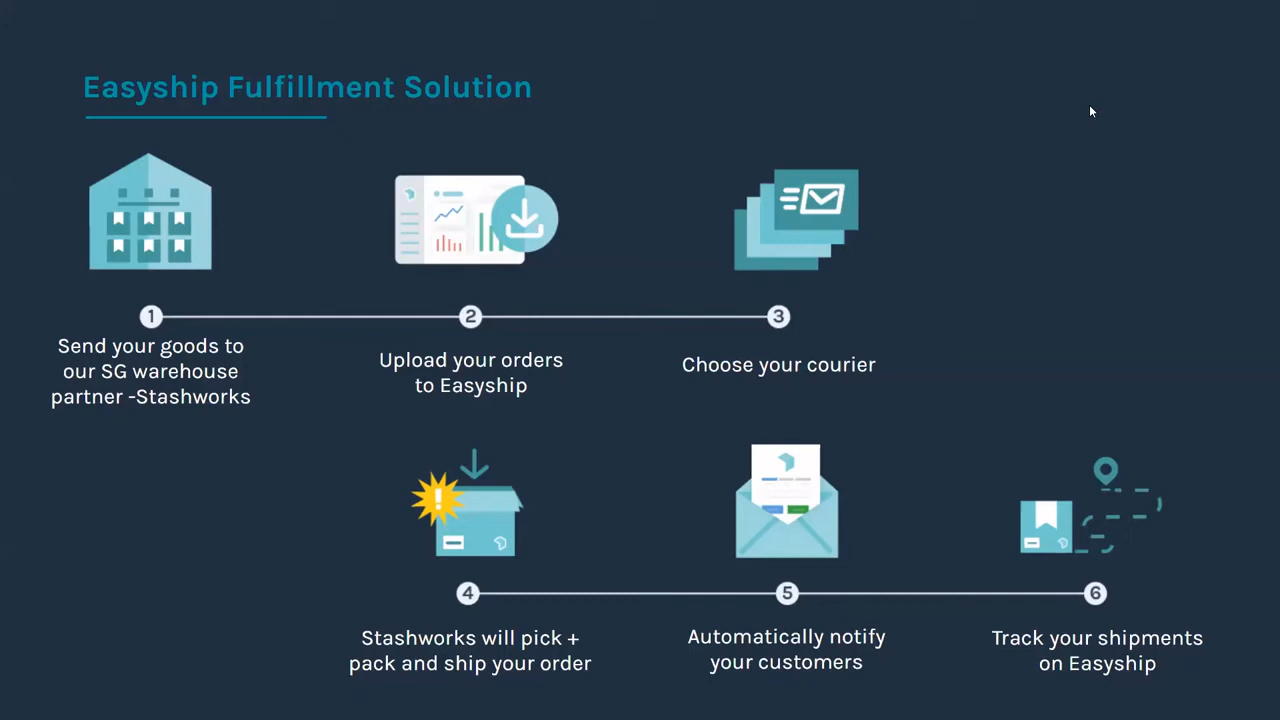 Easyship Fulfillment Solution
1
2
3
Send your goods to
our SG warehouse
partner -Stashworks
Upload your orders
to Easyship
Choose your courier
!
4
5
6
Stashworks will pick +
pack and ship your order
Automatically notify
your customers
Track your shipments
on Easyship